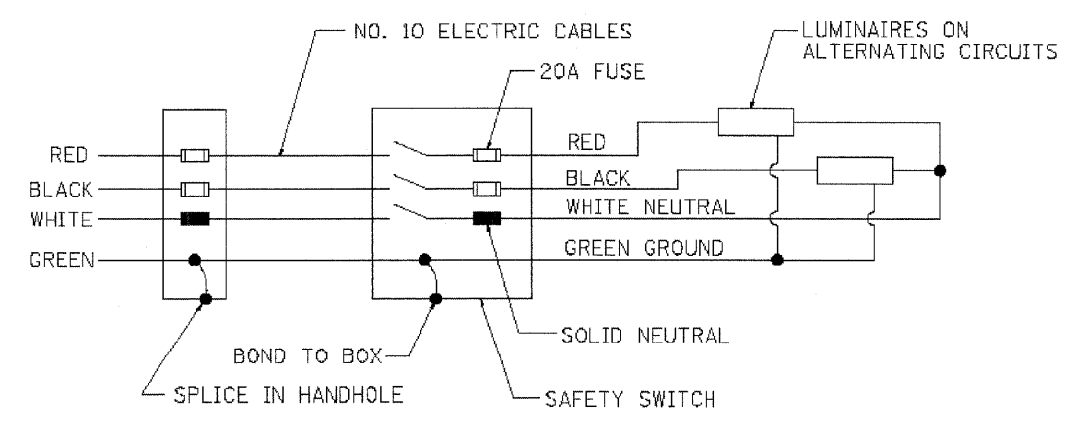 NO. 10 ELECTRIC CABLES
LUMINAIRES ON
ALTERNATING CIRCUITS
20A FUSE
RED
RED
BLACK
BLACK
WHITE
WHITE NEUTRAL
GREEN
GREEN GROUND
SOLID NEUTRAL
BOND TO BOX
SPLICE IN HANDHOLE
SAFETY SWITCH